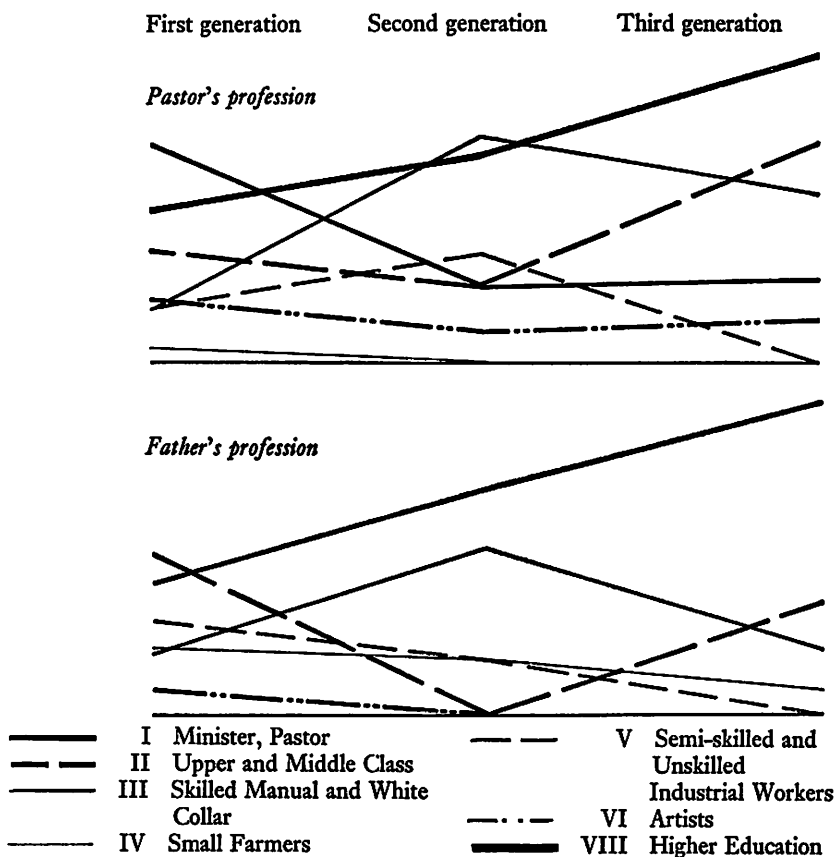 First generation Second generation Third generation
Pastor's profession
Father's profession
I Minister, Pastor
II Upper and Middle Class
III Skilled Manual and White
Collar
IV Small Farmers
V Semi-skilled and
Unskilled
Industrial Workers
VI Artists
VIII Higher Education